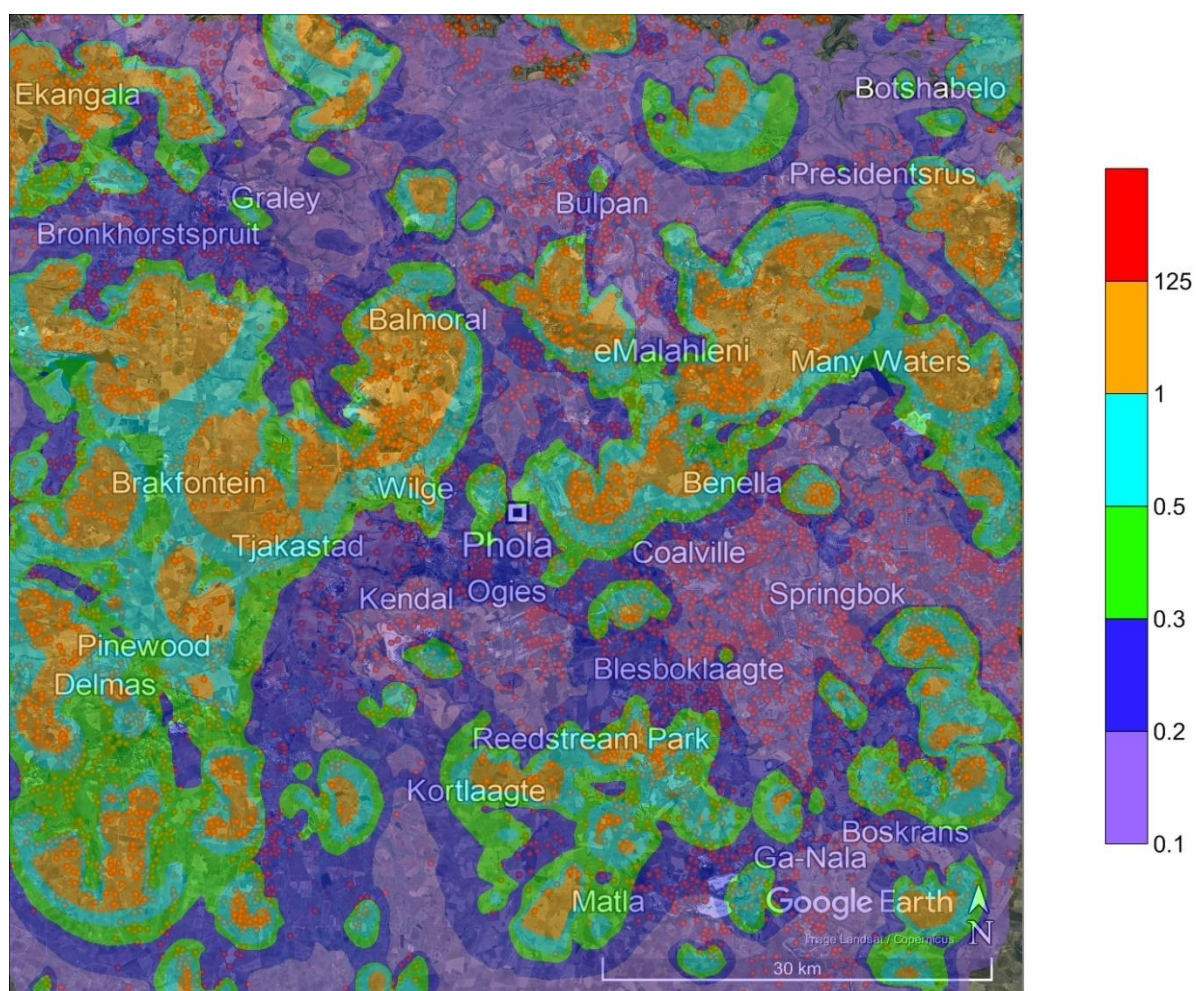 Ekangala
Botshabelo
Presidentsrus
Graley
Bulpan
Bronkhorstspruit
Balmoral
eMalahleni
Many Waters
Brakfontein
Wilge
Benella
Tjakastad
Phola
Coalville
Kendal
Ogies
Springbok
Pinewood
Blesboklaagte
Delmas
Reedstream Park
Kortlaagte
Boskrans
Ga-Nala
Matla
Google Earth
N
Image Landsat / Copernicus
30 km
125
1
0.5
0.3
0.2
0.1